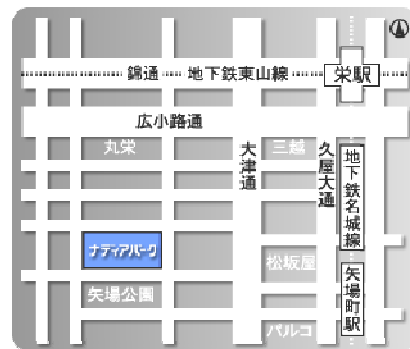 錦通
地下鉄東山線
栄駅
広小路通
丸栄
大津通
三越
久屋大通
地下鉄名城線
ナディアパーク
松坂屋
矢場公園
矢場町駅
パルコ